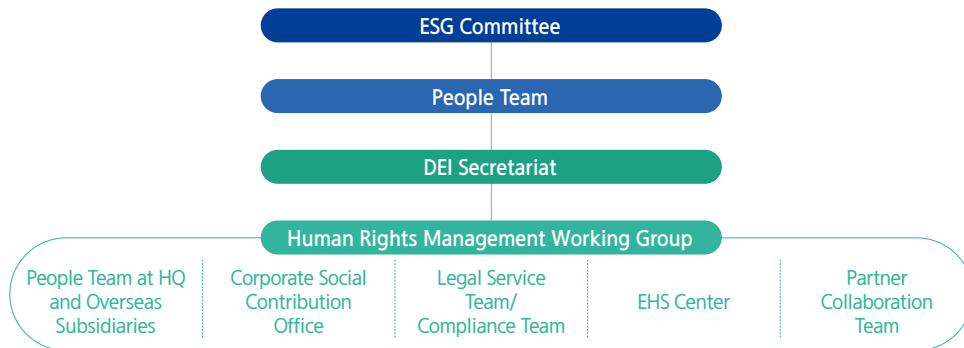 ESG Committee
People Team
DEI Secretariat
Human Rights Management Working Group
People Team at HQ
and Overseas
Subsidiaries
Corporate Social
Contribution
Office
Legal Service
Team/
Compliance Team
EHS Center
Partner
Collaboration
Team